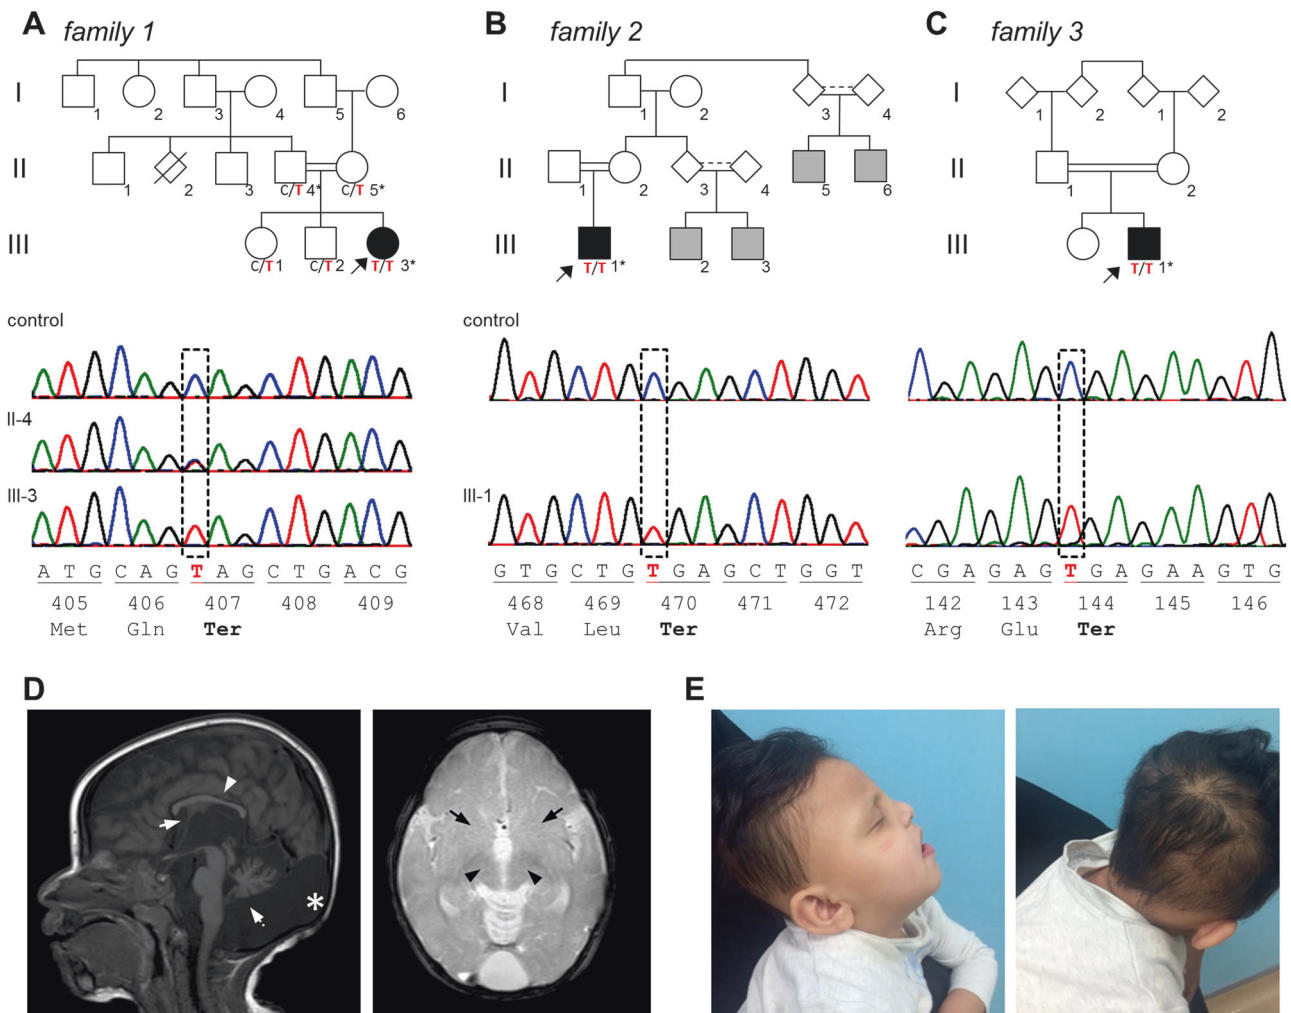 A family 1
I
1 2 3 4 5 6
II
1 2 3 C/T 4* C/T 5*
III
C/T 1 C/T 2 T/T 3*
control
II-4
III-3
A T G C A G T A G C T G A C G
405 406 407 408 409
Met Gln Ter
B family 2
I
1 2 3 4
II
1 2 3 4 5 6
III
T/T 1* 2 3
control
III-1
G T G C T G T G A G C T G G T
468 469 470 471 472
Val Leu Ter
C family 3
I
1 2 1 2
II
1 2
III
T/T 1*
C G A G A G T G A G A A G T G
142 143 144 145 146
Arg Glu Ter
D
*
E